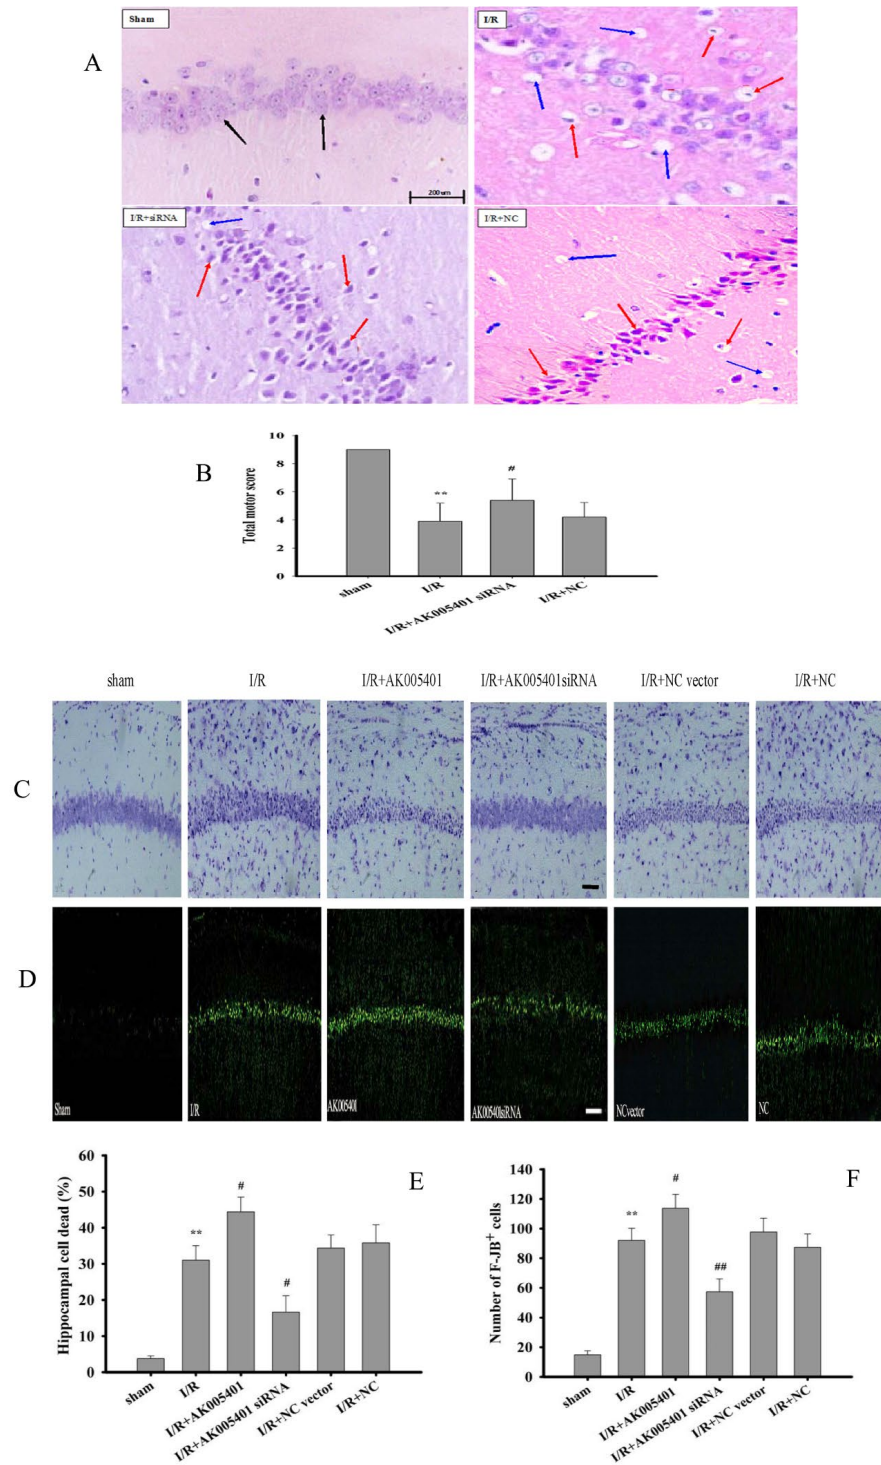 A
Sham
I/R
200um
I/R+siRNA
I/R+NC
B
Total motor score
10
8
6
4
2
0
**
#
sham
I/R
I/R+AK005401 siRNA
I/R+NC
sham
I/R
I/R+AK005401
I/R+AK005401siRNA
I/R+NC vector
I/R+NC
C
D
Sham
I/R
AK005401
AK005401siRNA
NCvector
NC
E
Hippocampal cell dead (%)
60
50
40
30
20
10
0
**
#
#
sham
I/R
I/R+AK005401
I/R+AK005401 siRNA
I/R+NC vector
I/R+NC
F
Number of F-JB+ cells
140
120
100
80
60
40
20
0
**
#
##
sham
I/R
I/R+AK005401
I/R+AK005401 siRNA
I/R+NC vector
I/R+NC